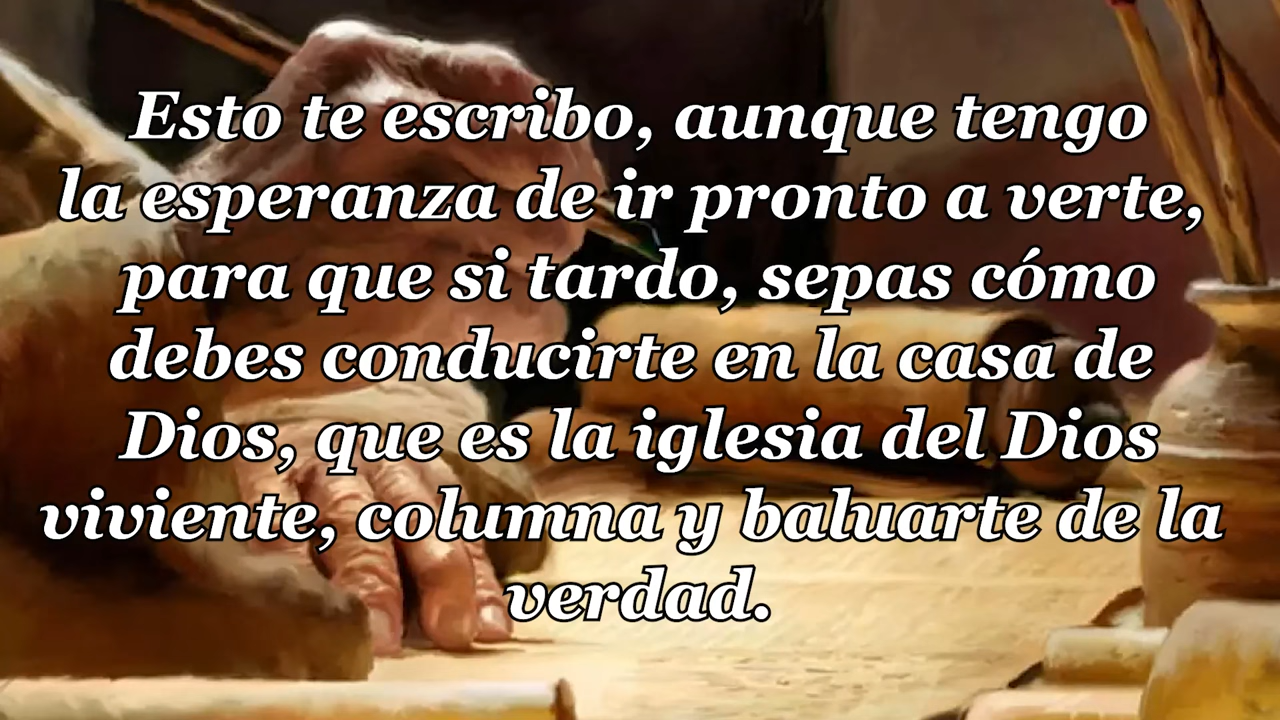 Esto te escribo, aunque tengo
la esperanza de ir pronto a verte,
para que si tardo, sepas cómo
debes conducirte en la casa de
Dios, que es la iglesia del Dios
viviente, columna y baluarte de la
verdad.